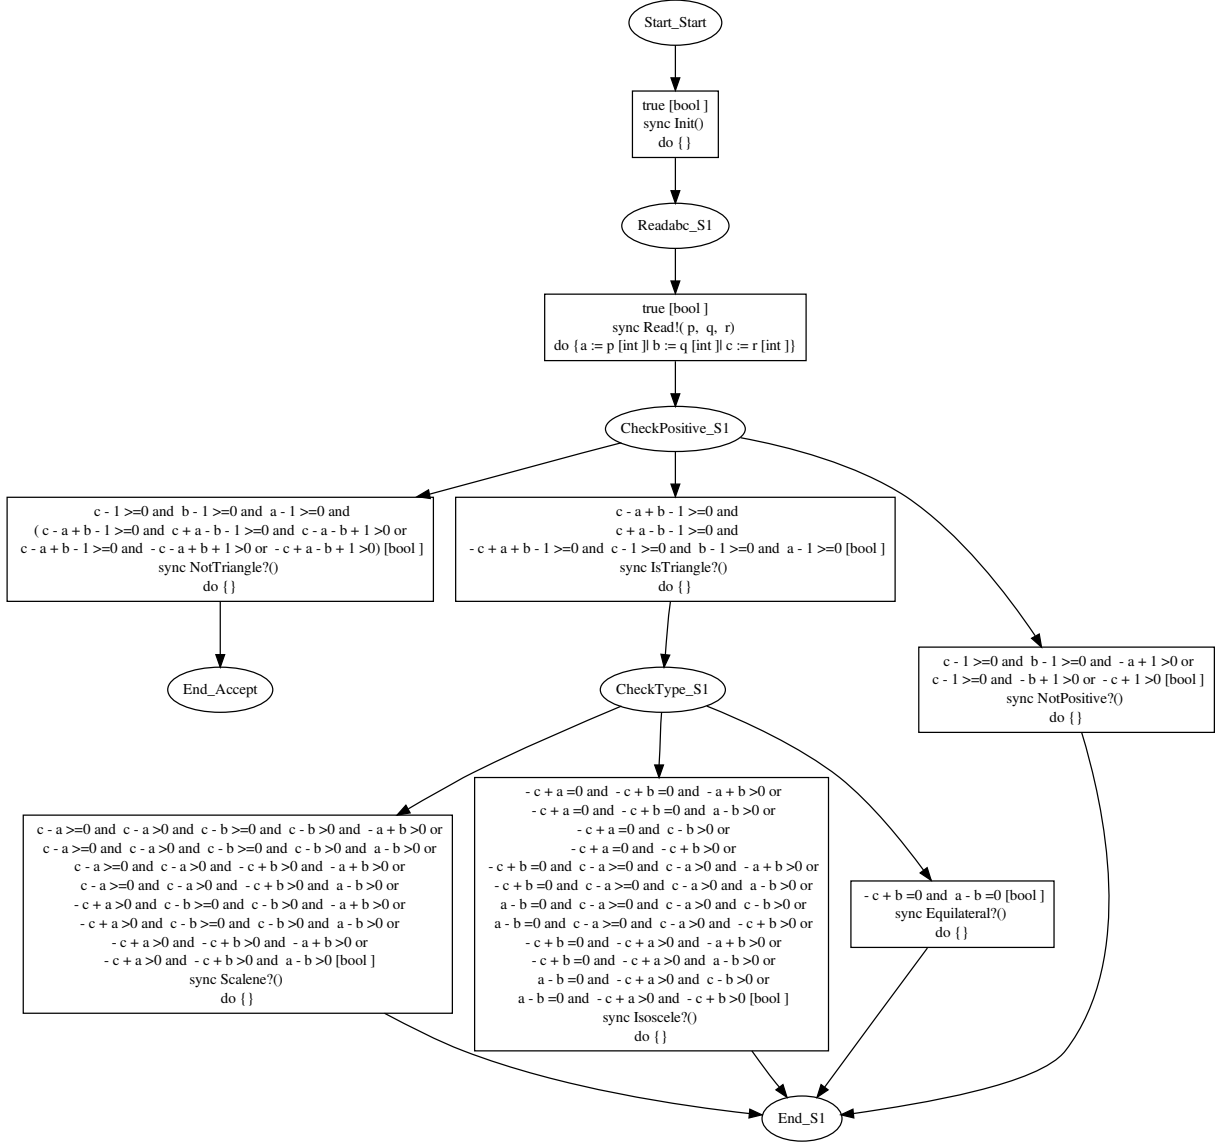 Start_Start
true [bool ]
sync Init()
do {}
Readabc_S1
true [bool ]
sync Read!( p,  q,  r)
do {a := p [int ]| b := q [int ]| c := r [int ]}
CheckPositive_S1
c - 1 >=0 and  b - 1 >=0 and  a - 1 >=0 and
( c - a + b - 1 >=0 and  c + a - b - 1 >=0 and  c - a - b + 1 >0 or
c - a + b - 1 >=0 and  - c - a + b + 1 >0 or  - c + a - b + 1 >0) [bool ]
sync NotTriangle?()
do {}
c - a + b - 1 >=0 and
c + a - b - 1 >=0 and
- c + a + b - 1 >=0 and  c - 1 >=0 and  b - 1 >=0 and  a - 1 >=0 [bool ]
sync IsTriangle?()
do {}
c - 1 >=0 and  b - 1 >=0 and  - a + 1 >0 or
c - 1 >=0 and  - b + 1 >0 or  - c + 1 >0 [bool ]
sync NotPositive?()
do {}
End_Accept
CheckType_S1
c - a >=0 and  c - a >0 and  c - b >=0 and  c - b >0 and  - a + b >0 or
c - a >=0 and  c - a >0 and  c - b >=0 and  c - b >0 and  a - b >0 or
c - a >=0 and  c - a >0 and  - c + b >0 and  - a + b >0 or
c - a >=0 and  c - a >0 and  - c + b >0 and  a - b >0 or
- c + a >0 and  c - b >=0 and  c - b >0 and  - a + b >0 or
- c + a >0 and  c - b >=0 and  c - b >0 and  a - b >0 or
- c + a >0 and  - c + b >0 and  - a + b >0 or
- c + a >0 and  - c + b >0 and  a - b >0 [bool ]
sync Scalene?()
do {}
- c + a =0 and  - c + b =0 and  - a + b >0 or
- c + a =0 and  - c + b =0 and  a - b >0 or
- c + a =0 and  c - b >0 or
- c + a =0 and  - c + b >0 or
- c + b =0 and  c - a >=0 and  c - a >0 and  - a + b >0 or
- c + b =0 and  c - a >=0 and  c - a >0 and  a - b >0 or
a - b =0 and  c - a >=0 and  c - a >0 and  c - b >0 or
a - b =0 and  c - a >=0 and  c - a >0 and  - c + b >0 or
- c + b =0 and  - c + a >0 and  - a + b >0 or
- c + b =0 and  - c + a >0 and  a - b >0 or
a - b =0 and  - c + a >0 and  c - b >0 or
a - b =0 and  - c + a >0 and  - c + b >0 [bool ]
sync Isoscele?()
do {}
- c + b =0 and  a - b =0 [bool ]
sync Equilateral?()
do {}
End_S1